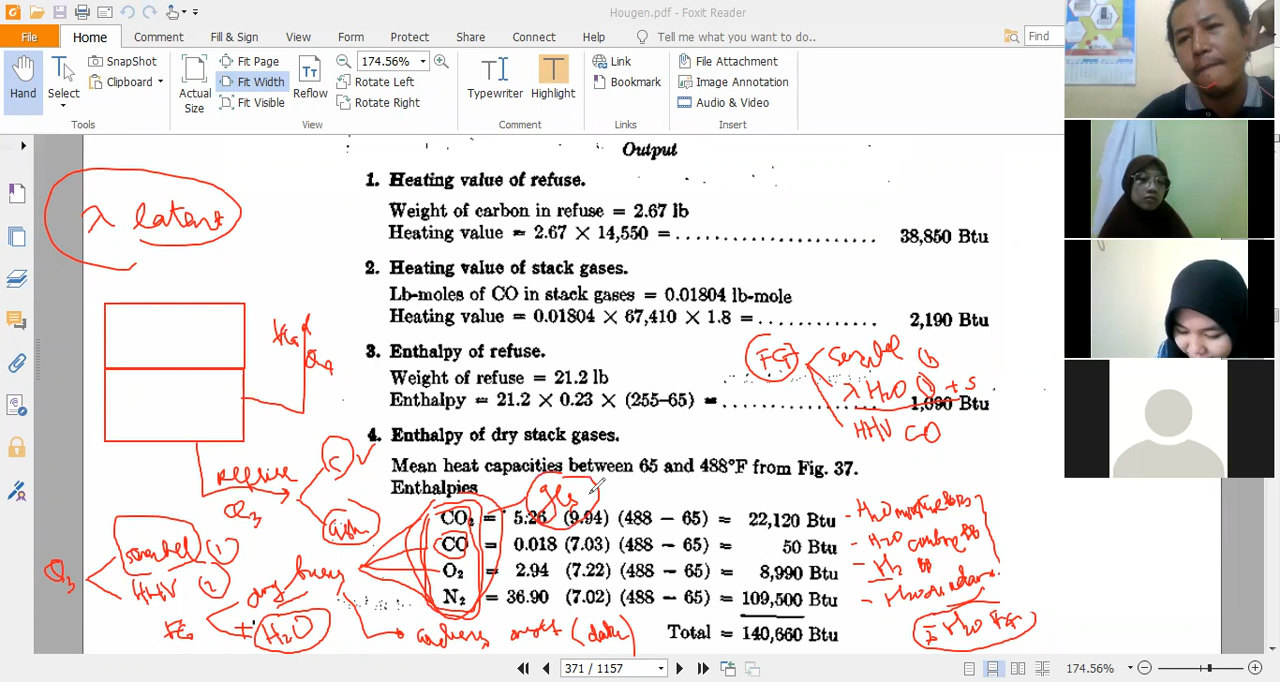 Hougen.pdf - Foxit Reader
File Home Comment Fill & Sign View Form Protect Share Connect Help Tell me what you want to do.. Find
Hand
Select
SnapShot
Clipboard
Actual Size
Fit Page
Fit Width
Fit Visible
Reflow
174.56%
Rotate Left
Rotate Right
Typewriter
Highlight
Link
Bookmark
File Attachment
Image Annotation
Audio & Video
Tools View Comment Links Insert
Output
1. Heating value of refuse.
Weight of carbon in refuse = 2.67 lb
Heating value = 2.67 × 14,550 = .......................... 38,850 Btu
2. Heating value of stack gases.
Lb-moles of CO in stack gases = 0.01804 lb-mole
Heating value = 0.01804 × 67,410 × 1.8 = ............... 2,190 Btu
3. Enthalpy of refuse.
Weight of refuse = 21.2 lb
Enthalpy = 21.2 × 0.23 × (255–65) = .................... 1,090 Btu
4. Enthalpy of dry stack gases.
Mean heat capacities between 65 and 488°F from Fig. 37.
Enthalpies
CO₂ = 5.26 (9.94) (488 – 65) = 22,120 Btu
CO = 0.018 (7.03) (488 – 65) = 50 Btu
O₂ = 2.94 (7.22) (488 – 65) = 8,990 Btu
N₂ = 36.90 (7.02) (488 – 65) = 109,500 Btu
Total = 140,660 Btu
λ latent
λ H₂O
HHV CO
Q₃
HHV (2)
± H₂O
371 / 1157
174.56%